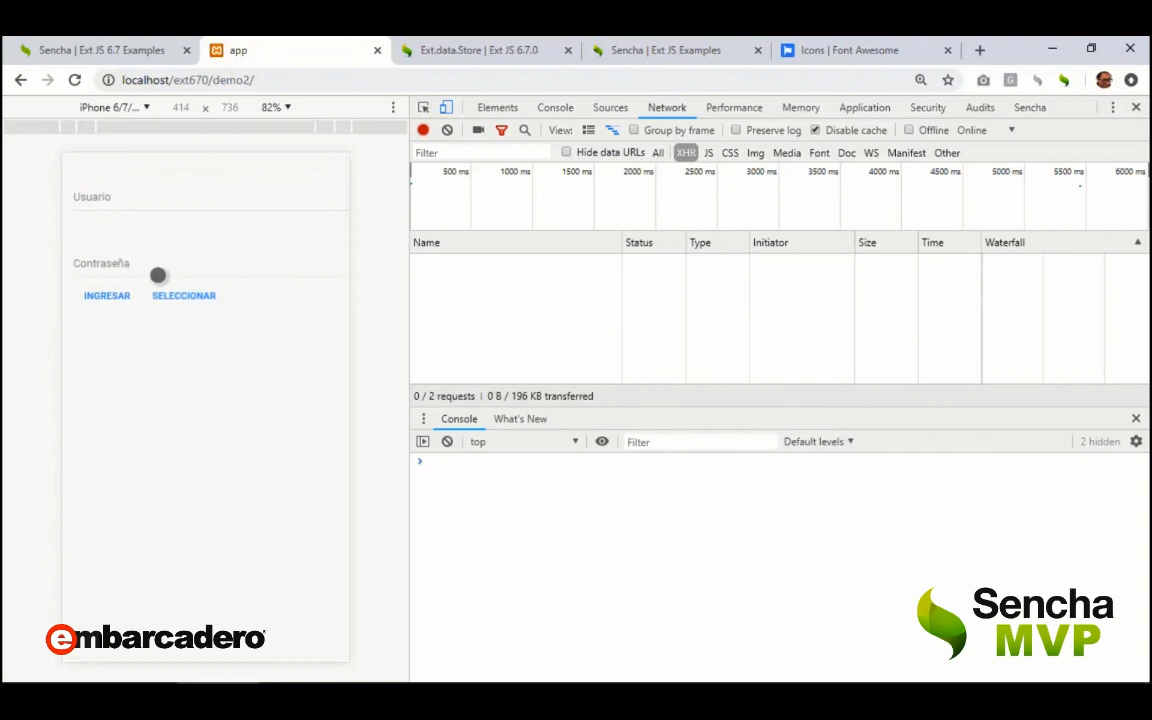 Sencha | Ext JS 6.7 Examples
app
Ext.data.Store | Ext JS 6.7.0
Sencha | Ext JS Examples
Icons | Font Awesome
localhost/ext670/demo2/
iPhone 6/7/... 414 x 736 82%
Elements Console Sources Network Performance Memory Application Security Audits Sencha
View: Group by frame Preserve log Disable cache Offline Online
Filter Hide data URLs All XHR JS CSS Img Media Font Doc WS Manifest Other
500 ms 1000 ms 1500 ms 2000 ms 2500 ms 3000 ms 3500 ms 4000 ms 4500 ms 5000 ms 5500 ms 6000 ms
Name Status Type Initiator Size Time Waterfall
Usuario
Contraseña
INGRESAR SELECCIONAR
0 / 2 requests | 0 B / 196 KB transferred
Console What's New
top Filter Default levels 2 hidden
embarcadero
Sencha
MVP